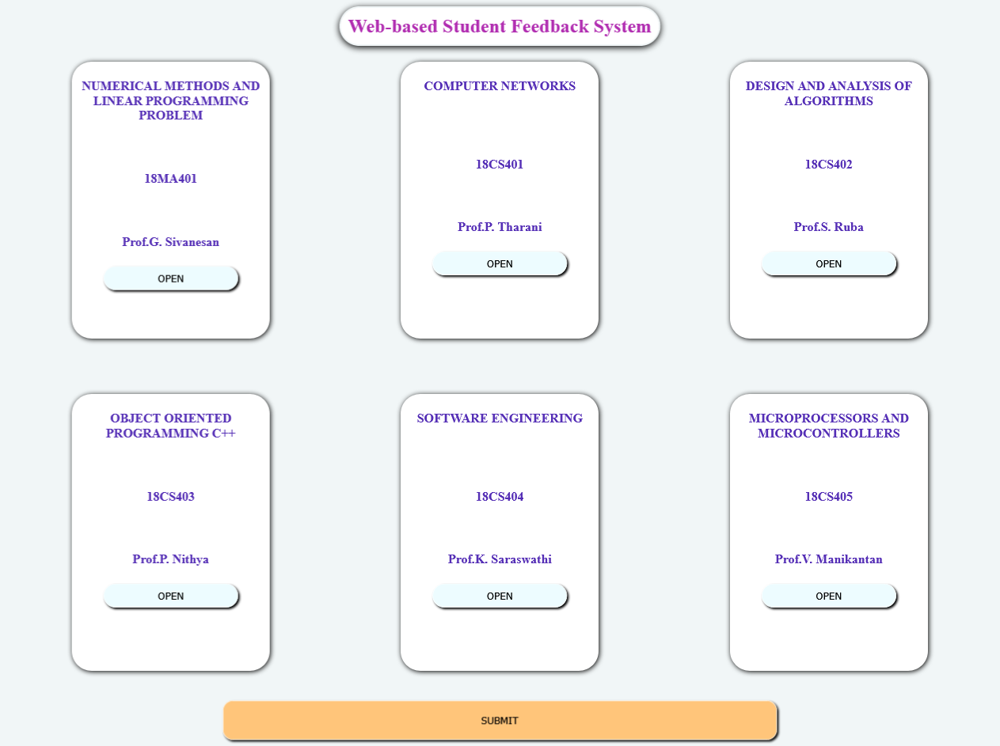 Web-based Student Feedback System
NUMERICAL METHODS AND
LINEAR PROGRAMMING
PROBLEM
18MA401
Prof.G. Sivanesan
OPEN
COMPUTER NETWORKS
18CS401
Prof.P. Tharani
OPEN
DESIGN AND ANALYSIS OF
ALGORITHMS
18CS402
Prof.S. Ruba
OPEN
OBJECT ORIENTED
PROGRAMMING C++
18CS403
Prof.P. Nithya
OPEN
SOFTWARE ENGINEERING
18CS404
Prof.K. Saraswathi
OPEN
MICROPROCESSORS AND
MICROCONTROLLERS
18CS405
Prof.V. Manikantan
OPEN
SUBMIT